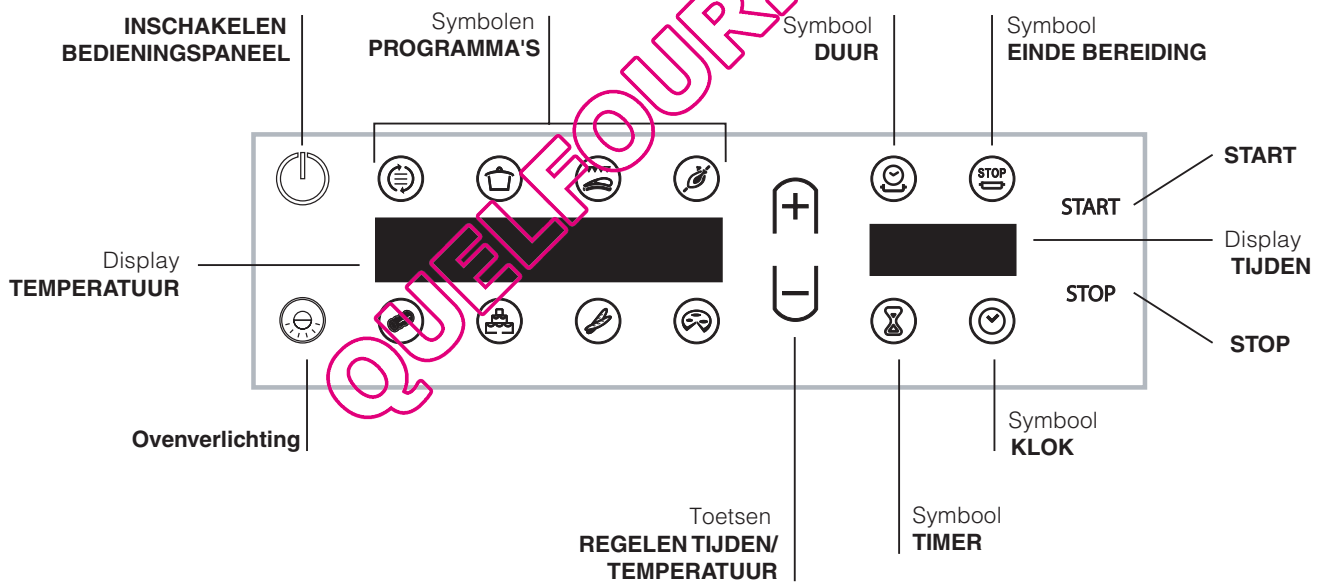 INSCHAKELEN
BEDIENINGSPANEEL
Symbolen
PROGRAMMA'S
Symbool
DUUR
Symbool
EINDE BEREIDING
STOP
START
START
Display
TEMPERATUUR
Display
TIJDEN
STOP
STOP
Ovenverlichting
Symbool
KLOK
Toetsen
REGELEN TIJDEN/
TEMPERATUUR
Symbool
TIMER